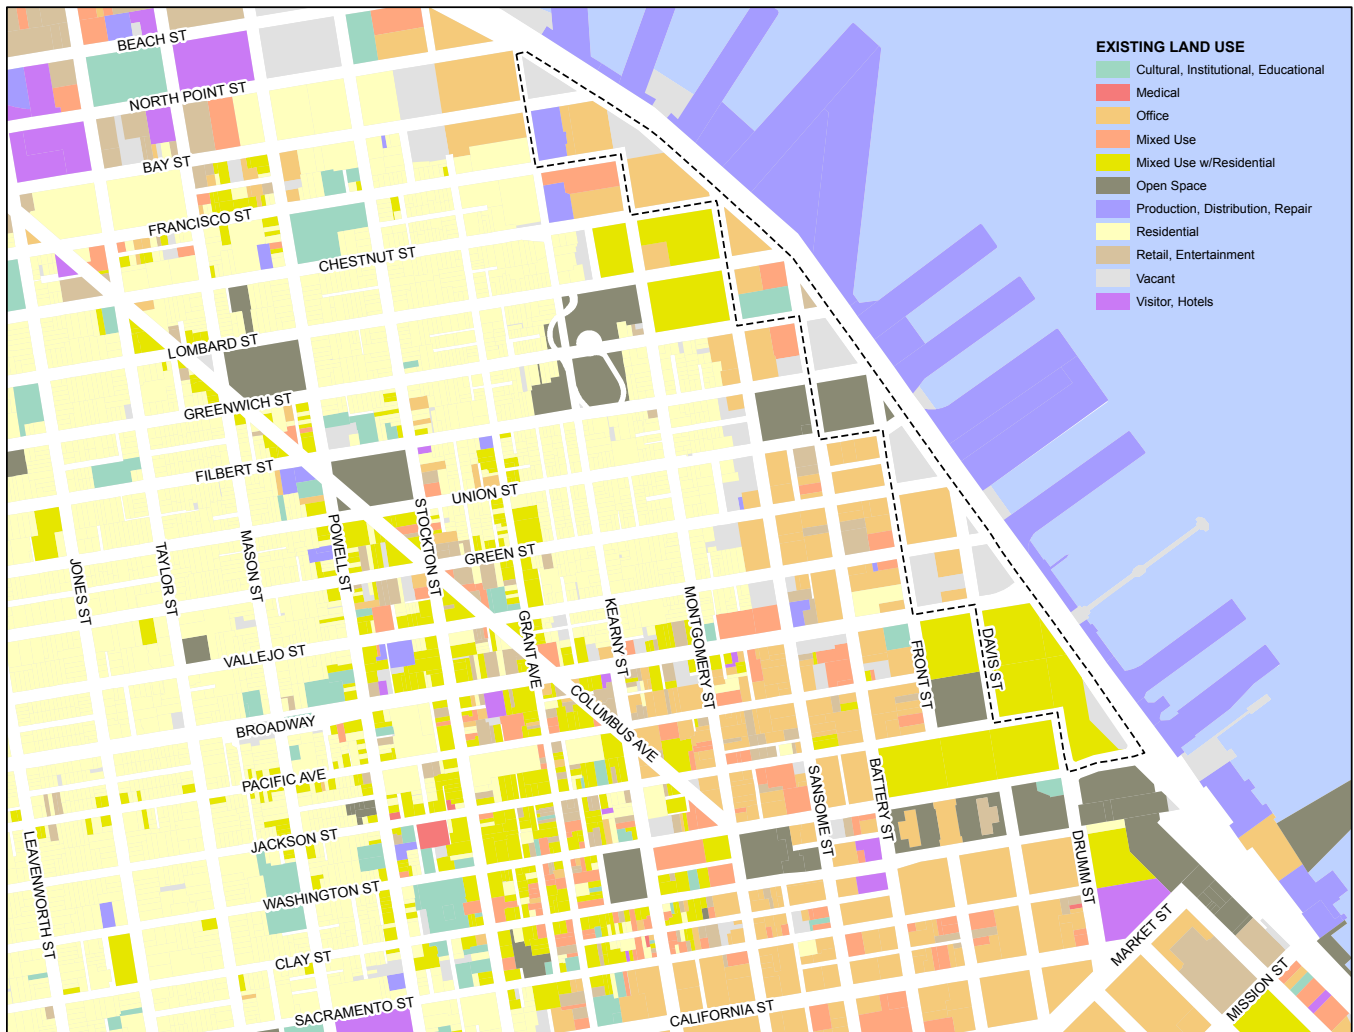 EXISTING LAND USE
Cultural, Institutional, Educational
Medical
Office
Mixed Use
Mixed Use w/Residential
Open Space
Production, Distribution, Repair
Residential
Retail, Entertainment
Vacant
Visitor, Hotels
BEACH ST
NORTH POINT ST
BAY ST
FRANCISCO ST
CHESTNUT ST
LOMBARD ST
GREENWICH ST
FILBERT ST
UNION ST
GREEN ST
VALLEJO ST
BROADWAY
PACIFIC AVE
JACKSON ST
WASHINGTON ST
CLAY ST
SACRAMENTO ST
CALIFORNIA ST
LEAVENWORTH ST
JONES ST
TAYLOR ST
MASON ST
POWELL ST
STOCKTON ST
GRANT AVE
KEARNY ST
COLUMBUS AVE
MONTGOMERY ST
SANSOME ST
BATTERY ST
FRONT ST
DAVIS ST
DRUMM ST
MARKET ST
MISSION ST